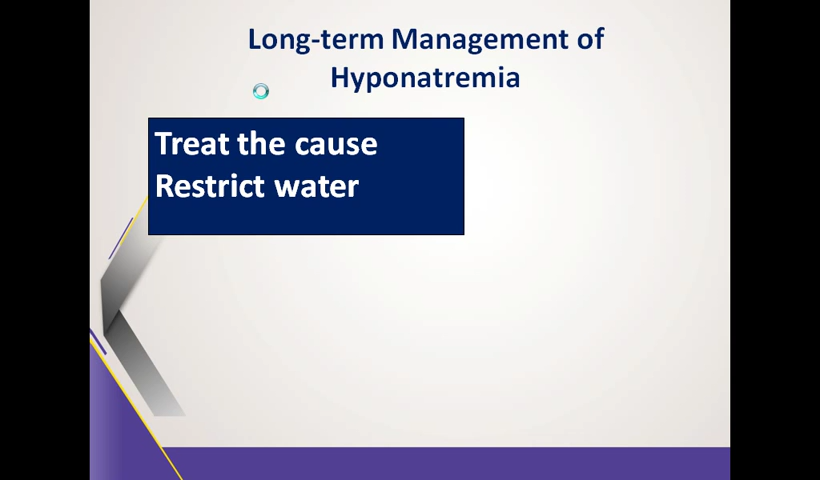 Long-term Management of
Hyponatremia
Treat the cause
Restrict water